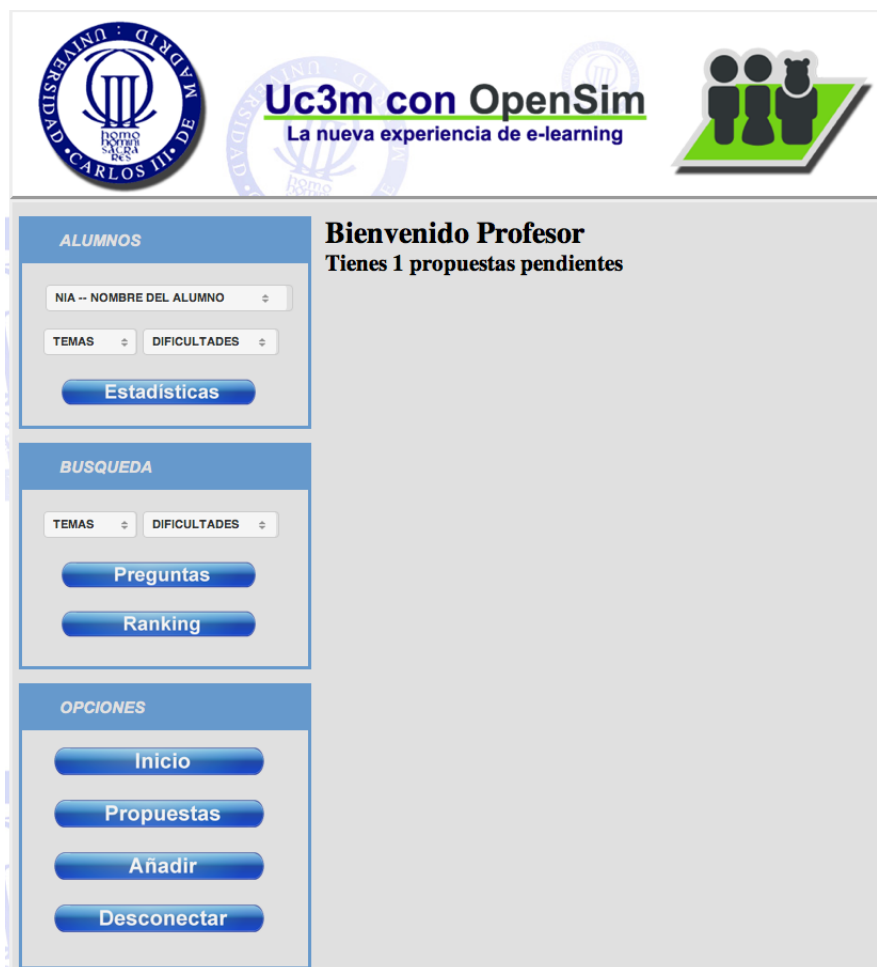 UNIVERSIDAD · CARLOS III · DE MADRID
homo
homini
SACRA
RES
Uc3m con OpenSim
La nueva experiencia de e-learning
ALUMNOS
NIA -- NOMBRE DEL ALUMNO
TEMAS DIFICULTADES
Estadísticas
BUSQUEDA
TEMAS DIFICULTADES
Preguntas
Ranking
OPCIONES
Inicio
Propuestas
Añadir
Desconectar
Bienvenido Profesor
Tienes 1 propuestas pendientes